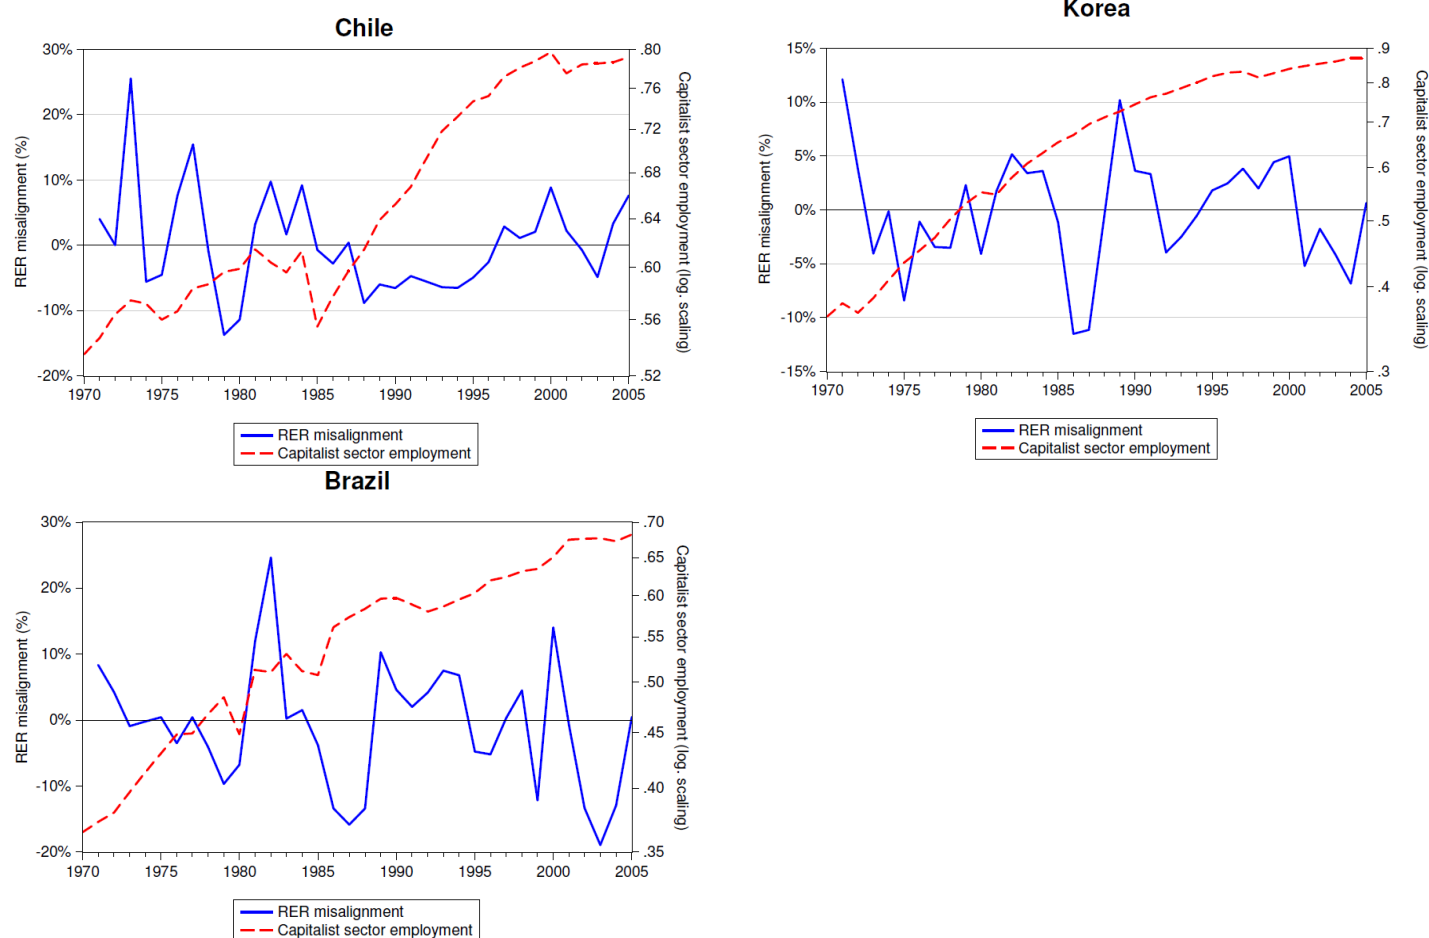 Chile
30%
20%
10%
0%
-10%
-20%
RER misalignment (%)
.80
.76
.72
.68
.64
.60
.56
.52
Capitalist sector employment (log. scaling)
1970 1975 1980 1985 1990 1995 2000 2005
RER misalignment
Capitalist sector employment
Korea
15%
10%
5%
0%
-5%
-10%
-15%
RER misalignment (%)
.9
.8
.7
.6
.5
.4
.3
Capitalist sector employment (log. scaling)
1970 1975 1980 1985 1990 1995 2000 2005
RER misalignment
Capitalist sector employment
Brazil
30%
20%
10%
0%
-10%
-20%
RER misalignment (%)
.70
.65
.60
.55
.50
.45
.40
.35
Capitalist sector employment (log. scaling)
1970 1975 1980 1985 1990 1995 2000 2005
RER misalignment
Capitalist sector employment